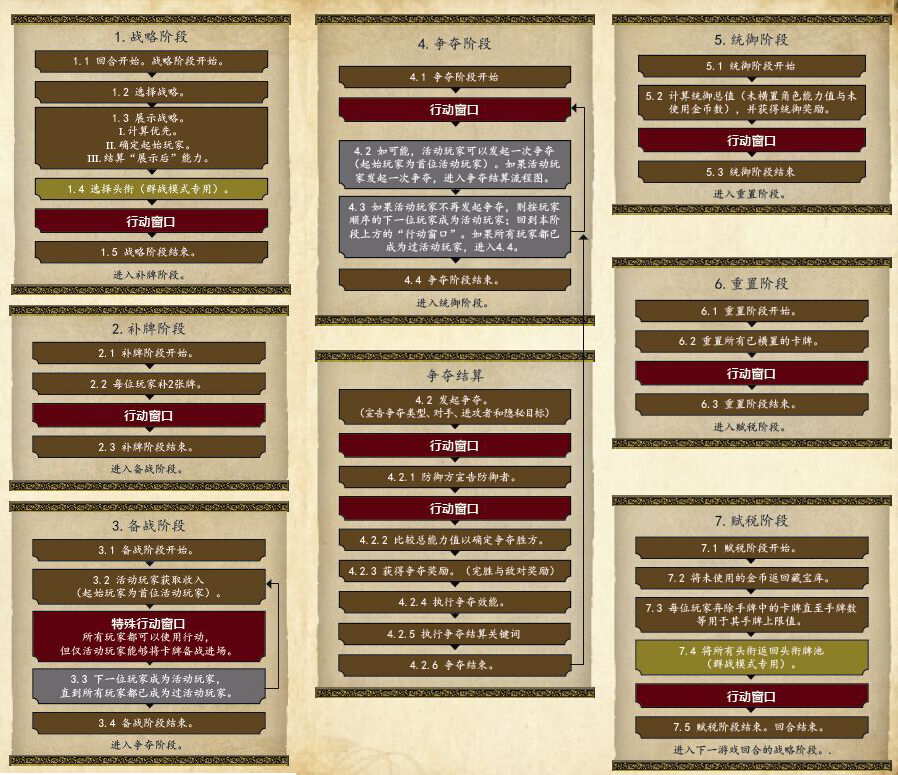 1.战略阶段
1.1 回合开始。战略阶段开始。
1.2 选择战略。
1.3 展示战略。
I.计算优先。
II.确定起始玩家。
III.结算“展示后”能力。
1.4 选择头衔（群战模式专用）。
行动窗口
1.5 战略阶段结束。
进入补牌阶段。
2.补牌阶段
2.1 补牌阶段开始。
2.2 每位玩家补2张牌。
行动窗口
2.3 补牌阶段结束。
进入备战阶段。
3.备战阶段
3.1 备战阶段开始。
3.2 活动玩家获取收入
（起始玩家为首位活动玩家）。
特殊行动窗口
所有玩家都可以使用行动，
但仅活动玩家能够将卡牌备战进场。
3.3 下一位玩家成为活动玩家，
直到所有玩家都已成为过活动玩家。
3.4 备战阶段结束。
进入争夺阶段。
4.争夺阶段
4.1 争夺阶段开始
行动窗口
4.2 如可能，活动玩家可以发起一次争夺
（起始玩家为首位活动玩家）。如果活动玩
家发起一次争夺，进入争夺结算流程图。
4.3 如果活动玩家不再发起争夺，则按玩家
顺序的下一位玩家成为活动玩家；回到本阶
段上方的“行动窗口”。如果所有玩家都已
成为过活动玩家，进入4.4。
4.4 争夺阶段结束。
进入统御阶段。
争夺结算
4.2 发起争夺。
（宣告争夺类型、对手、进攻者和隐秘目标）
行动窗口
4.2.1 防御方宣告防御者。
行动窗口
4.2.2 比较总能力值以确定争夺胜方。
4.2.3 获得争夺奖励。（完胜与敌对奖励）
4.2.4 执行争夺效能。
4.2.5 执行争夺结算关键词
4.2.6 争夺结束。
5.统御阶段
5.1 统御阶段开始
5.2 计算统御总值（未横置角色能力值与未
使用金币数），并获得统御奖励。
行动窗口
5.3 统御阶段结束
进入重置阶段。
6.重置阶段
6.1 重置阶段开始。
6.2 重置所有已横置的卡牌。
行动窗口
6.3 重置阶段结束。
进入赋税阶段。
7.赋税阶段
7.1 赋税阶段开始。
7.2 将未使用的金币返回藏宝库。
7.3 每位玩家弃除手牌中的卡牌直至手牌数
等用于其手牌上限值。
7.4 将所有头衔返回头衔牌池
（群战模式专用）。
行动窗口
7.5 赋税阶段结束。回合结束。
进入下一游戏回合的战略阶段。.